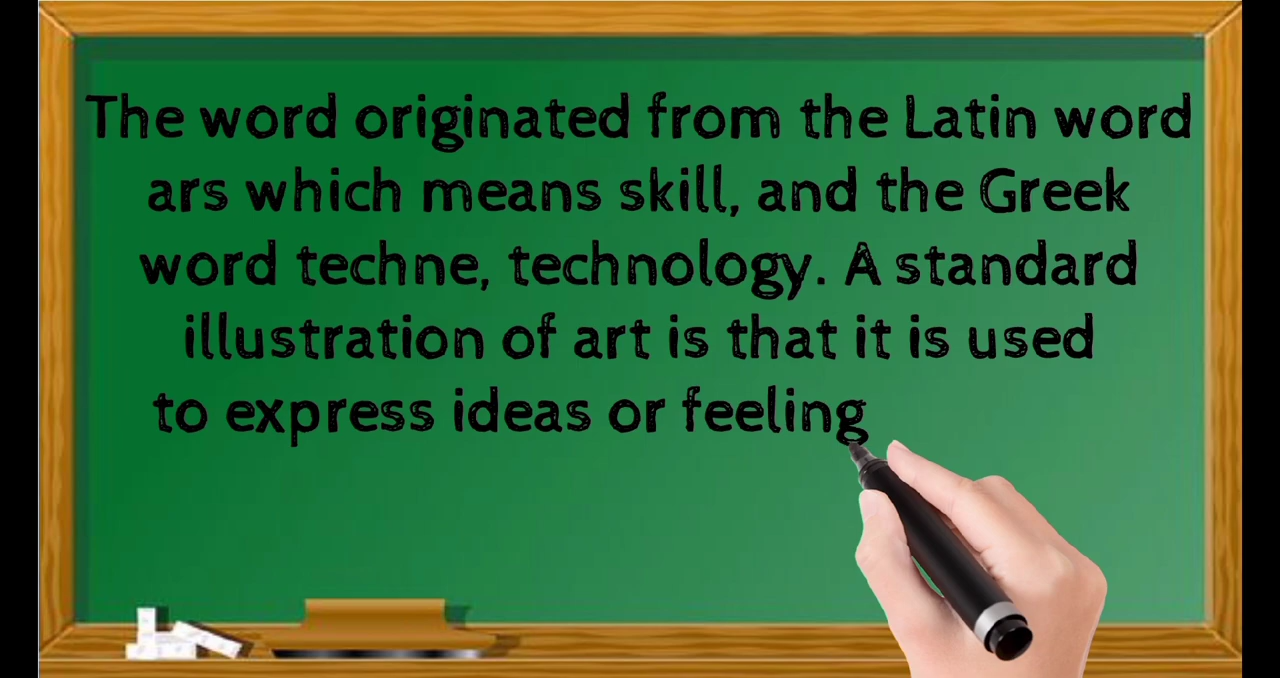 The word originated from the Latin word
ars which means skill, and the Greek
word techne, technology. A standard
illustration of art is that it is used
to express ideas or feeling